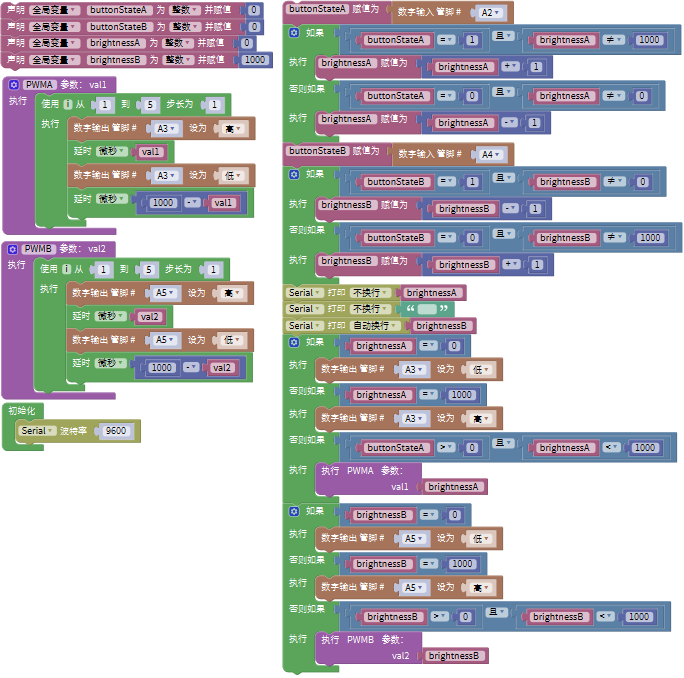 声明 全局变量 buttonStateA 为 整数 并赋值 0
声明 全局变量 buttonStateB 为 整数 并赋值 0
声明 全局变量 brightnessA 为 整数 并赋值 0
声明 全局变量 brightnessB 为 整数 并赋值 1000
PWMA 参数: val1
执行 使用 i 从 1 到 5 步长为 1
执行 数字输出 管脚 # A3 设为 高
延时 微秒 val1
数字输出 管脚 # A3 设为 低
延时 微秒 1000 - val1
PWMB 参数: val2
执行 使用 i 从 1 到 5 步长为 1
执行 数字输出 管脚 # A5 设为 高
延时 微秒 val2
数字输出 管脚 # A5 设为 低
延时 微秒 1000 - val2
初始化
Serial 波特率 9600
buttonStateA 赋值为 数字输入 管脚 # A2
如果 buttonStateA = 1 且 brightnessA ≠ 1000
执行 brightnessA 赋值为 brightnessA + 1
否则如果 buttonStateA = 0 且 brightnessA ≠ 0
执行 brightnessA 赋值为 brightnessA - 1
buttonStateB 赋值为 数字输入 管脚 # A4
如果 buttonStateB = 1 且 brightnessB ≠ 0
执行 brightnessB 赋值为 brightnessB - 1
否则如果 buttonStateB = 0 且 brightnessB ≠ 1000
执行 brightnessB 赋值为 brightnessB + 1
Serial 打印 不换行 brightnessA
Serial 打印 不换行 “ ”
Serial 打印 自动换行 brightnessB
如果 brightnessA = 0
执行 数字输出 管脚 # A3 设为 低
否则如果 brightnessA = 1000
执行 数字输出 管脚 # A3 设为 高
否则如果 buttonStateA > 0 且 brightnessA < 1000
执行 执行 PWMA 参数:
val1 brightnessA
如果 brightnessB = 0
执行 数字输出 管脚 # A5 设为 低
否则如果 brightnessB = 1000
执行 数字输出 管脚 # A5 设为 高
否则如果 brightnessB > 0 且 brightnessB < 1000
执行 执行 PWMB 参数:
val2 brightnessB